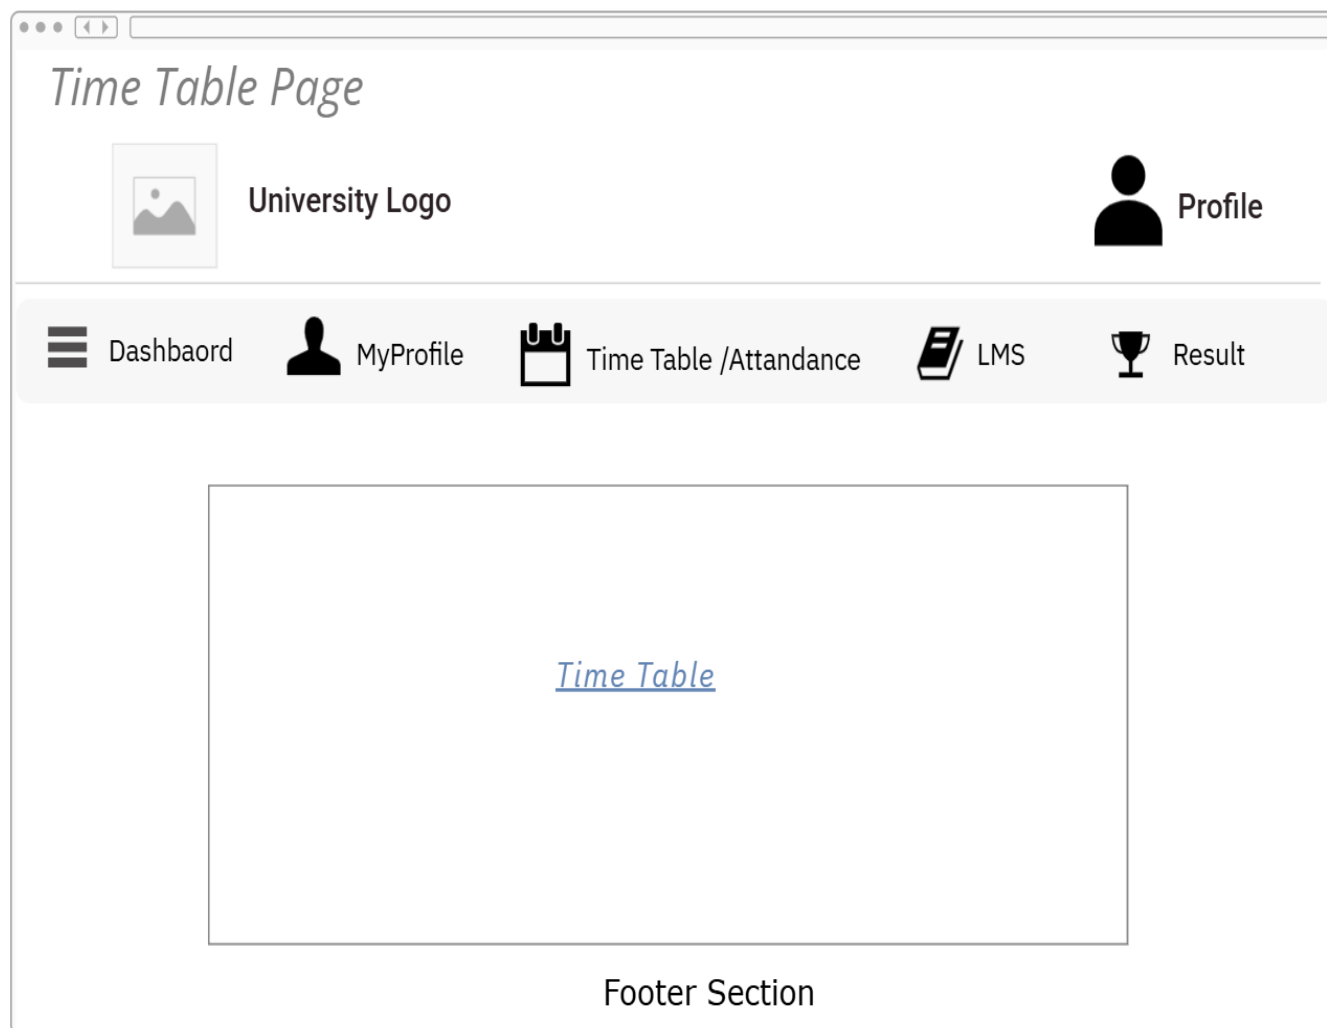 Time Table Page
University Logo
Profile
Dashbaord
MyProfile
Time Table /Attandance
LMS
Result
Time Table
Footer Section